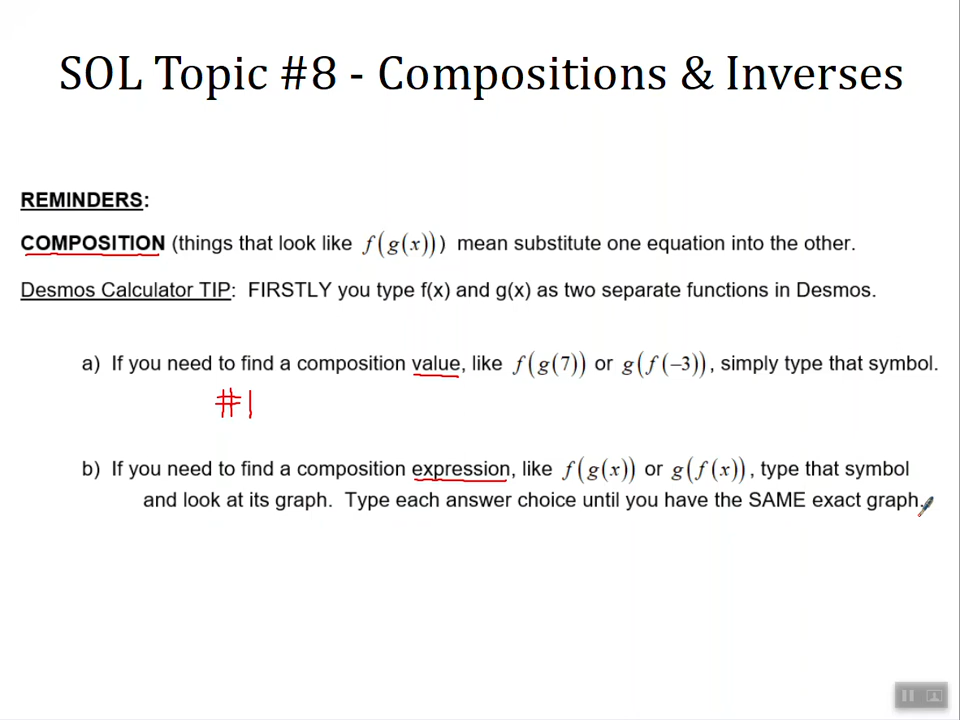 SOL Topic #8 - Compositions & Inverses
REMINDERS:
COMPOSITION (things that look like f(g(x))) mean substitute one equation into the other.
Desmos Calculator TIP: FIRSTLY you type f(x) and g(x) as two separate functions in Desmos.
a) If you need to find a composition value, like f(g(7)) or g(f(−3)), simply type that symbol.
#1
b) If you need to find a composition expression, like f(g(x)) or g(f(x)), type that symbol
and look at its graph. Type each answer choice until you have the SAME exact graph.